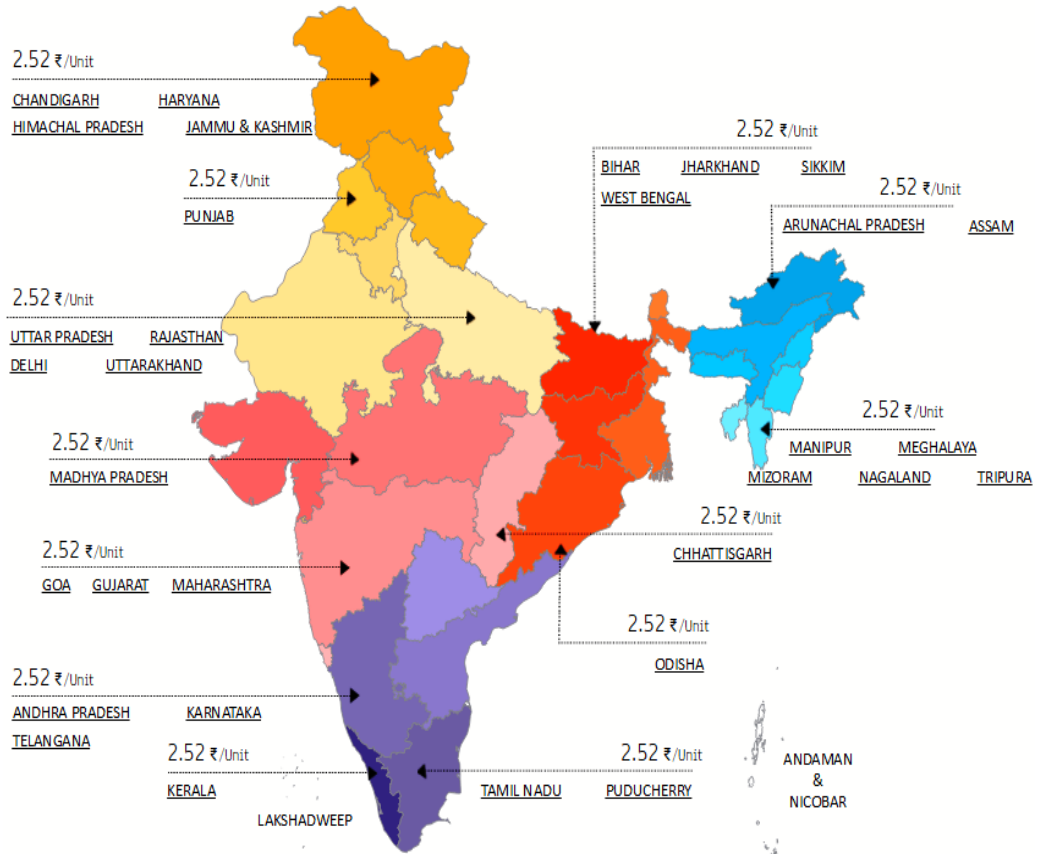 2.52 ₹/Unit
CHANDIGARH HARYANA
HIMACHAL PRADESH JAMMU & KASHMIR
2.52 ₹/Unit
PUNJAB
2.52 ₹/Unit
BIHAR JHARKHAND SIKKIM
WEST BENGAL
2.52 ₹/Unit
ARUNACHAL PRADESH ASSAM
2.52 ₹/Unit
UTTAR PRADESH RAJASTHAN
DELHI UTTARAKHAND
2.52 ₹/Unit
MANIPUR MEGHALAYA
MIZORAM NAGALAND TRIPURA
2.52 ₹/Unit
MADHYA PRADESH
2.52 ₹/Unit
CHHATTISGARH
2.52 ₹/Unit
GOA GUJARAT MAHARASHTRA
2.52 ₹/Unit
ODISHA
2.52 ₹/Unit
ANDHRA PRADESH KARNATAKA
TELANGANA
2.52 ₹/Unit
KERALA
2.52 ₹/Unit
TAMIL NADU PUDUCHERRY
LAKSHADWEEP
ANDAMAN
&
NICOBAR